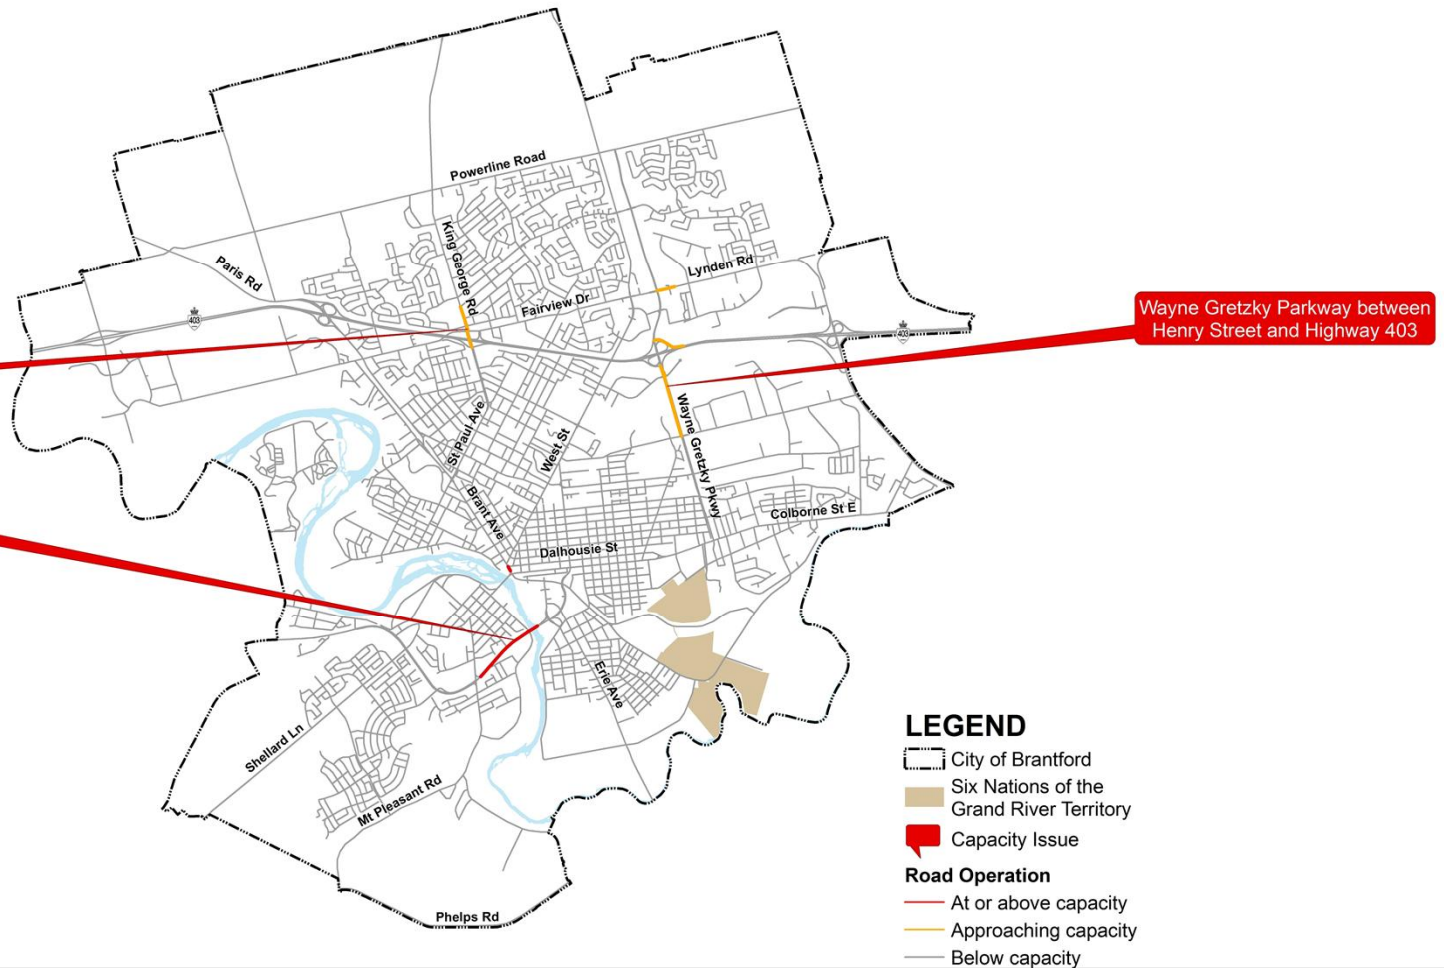 Powerline Road
King George Rd
Paris Rd
Lynden Rd
Fairview Dr
403
403
Wayne Gretzky Parkway between
Henry Street and Highway 403
St Paul Ave
West St
Wayne Gretzky Pkwy
Brant Ave
Colborne St E
Dalhousie St
Erie Ave
Shellard Ln
Mt Pleasant Rd
Phelps Rd
LEGEND
City of Brantford
Six Nations of the
Grand River Territory
Capacity Issue
Road Operation
At or above capacity
Approaching capacity
Below capacity